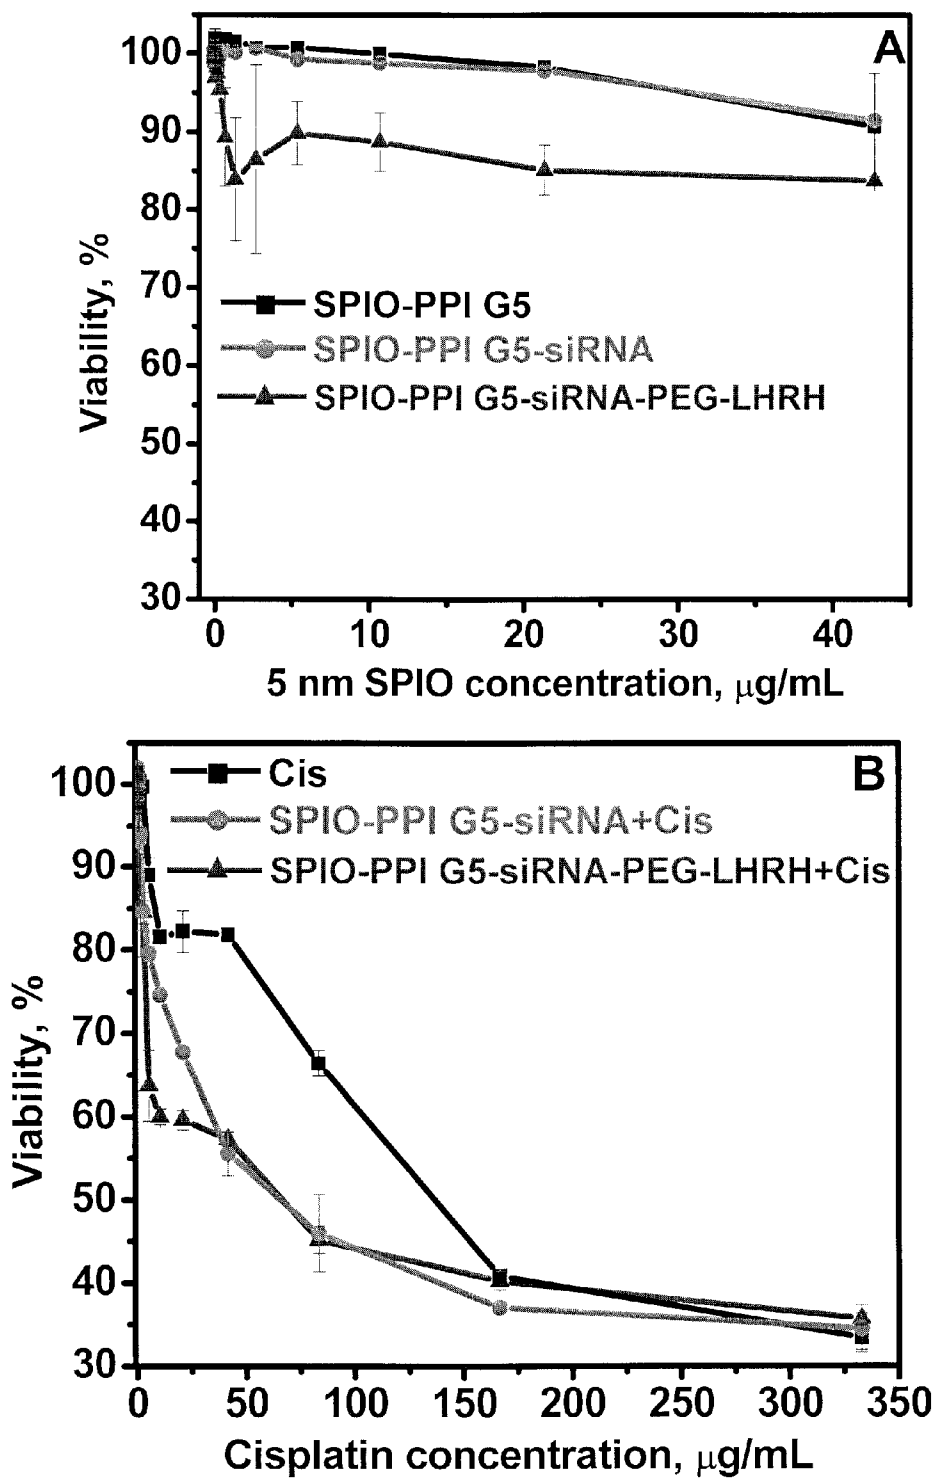 A
100
90
80
70
60
50
40
30
Viability, %
SPIO-PPI G5
SPIO-PPI G5-siRNA
SPIO-PPI G5-siRNA-PEG-LHRH
0 10 20 30 40
5 nm SPIO concentration, μg/mL
B
100
90
80
70
60
50
40
30
Viability, %
Cis
SPIO-PPI G5-siRNA+Cis
SPIO-PPI G5-siRNA-PEG-LHRH+Cis
0 50 100 150 200 250 300 350
Cisplatin concentration, μg/mL